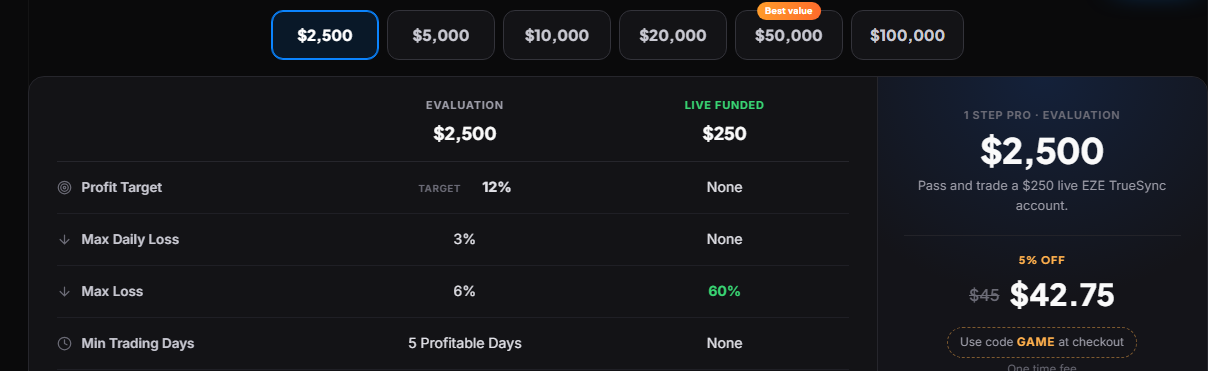 Best value
$2,500 $5,000 $10,000 $20,000 $50,000 $100,000
EVALUATION LIVE FUNDED
$2,500 $250
Profit Target TARGET 12% None
Max Daily Loss 3% None
Max Loss 6% 60%
Min Trading Days 5 Profitable Days None
1 STEP PRO · EVALUATION
$2,500
Pass and trade a $250 live EZE TrueSync
account.
5% OFF
$45 $42.75
Use code GAME at checkout
One time fee